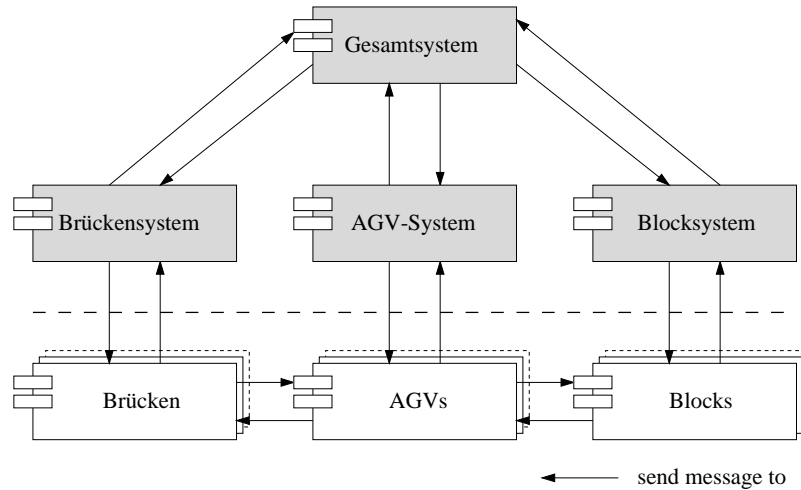 Gesamtsystem
Brückensystem
AGV-System
Blocksystem
Brücken
AGVs
Blocks
send message to